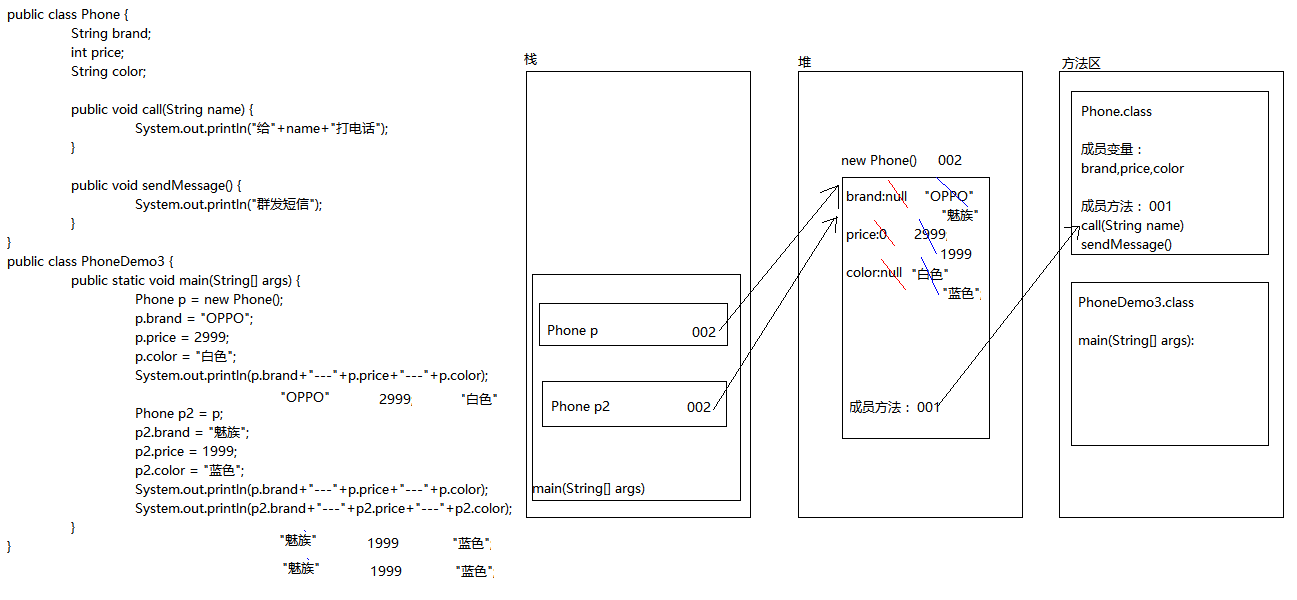 public class Phone {
String brand;
int price;
String color;
public void call(String name) {
System.out.println("给"+name+"打电话");
}
public void sendMessage() {
System.out.println("群发短信");
}
}
public class PhoneDemo3 {
public static void main(String[] args) {
Phone p = new Phone();
p.brand = "OPPO";
p.price = 2999;
p.color = "白色";
System.out.println(p.brand+"---"+p.price+"---"+p.color);
"OPPO" 2999; "白色"
Phone p2 = p;
p2.brand = "魅族";
p2.price = 1999;
p2.color = "蓝色";
System.out.println(p.brand+"---"+p.price+"---"+p.color);
System.out.println(p2.brand+"---"+p2.price+"---"+p2.color);
}
}
"魅族" 1999 "蓝色";
"魅族" 1999 "蓝色";
栈
Phone p 002
Phone p2 002
main(String[] args)
堆
new Phone() 002
brand:null "OPPO"
"魅族"
price:0 2999;
1999
color:null "白色"
"蓝色";
成员方法：001
方法区
Phone.class
成员变量：
brand,price,color
成员方法：001
call(String name)
sendMessage()
PhoneDemo3.class
main(String[] args):